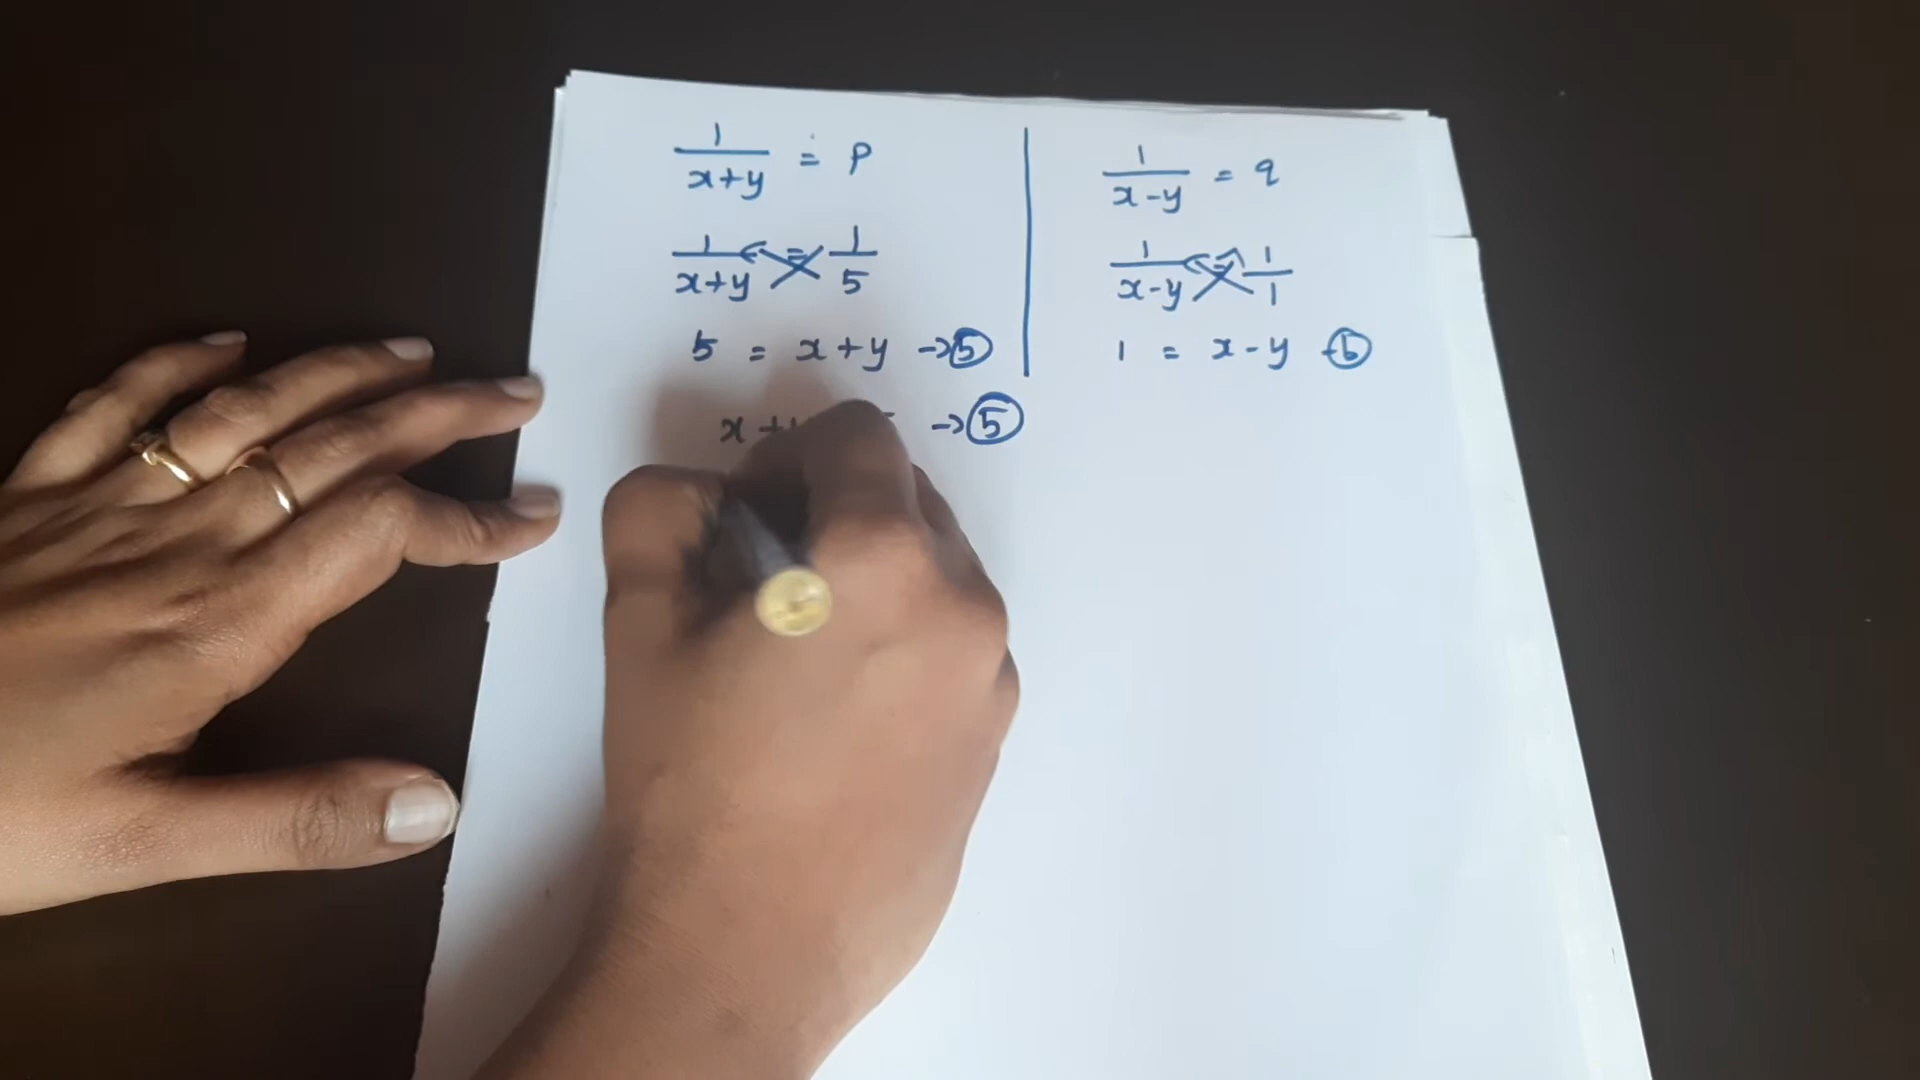 1/(x+y) = p
1/(x+y) = 1/5
5 = x+y → ⑤
x+y → ⑤
1/(x-y) = q
1/(x-y) = 1/1
1 = x-y → ⑥